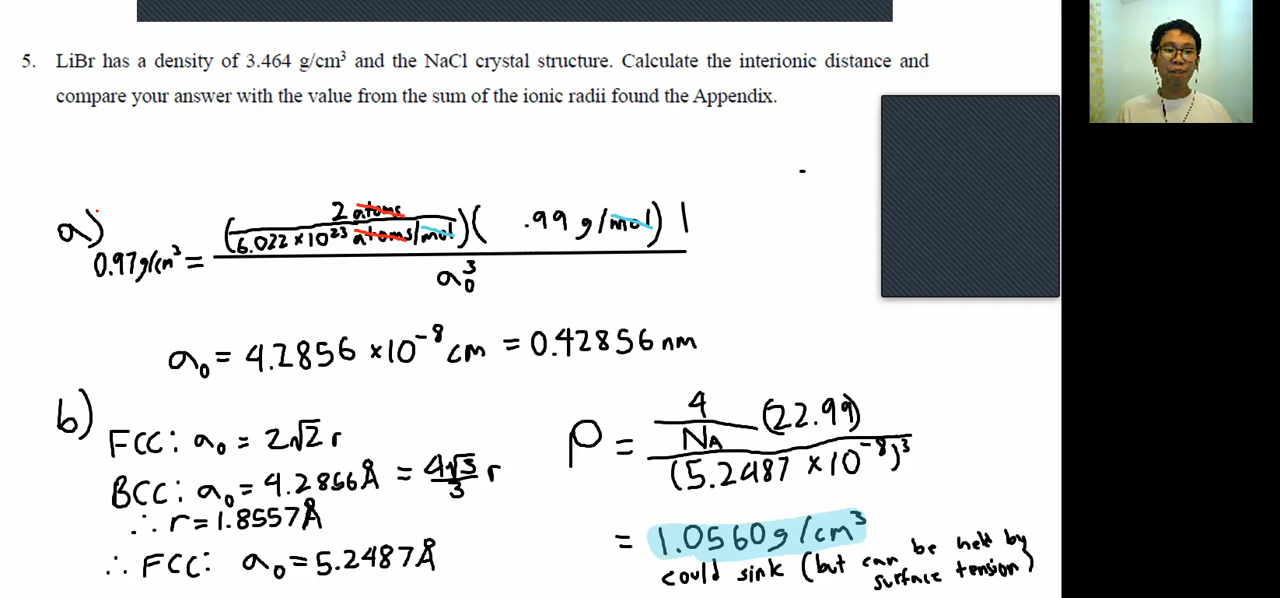 5. LiBr has a density of 3.464 g/cm³ and the NaCl crystal structure. Calculate the interionic distance and
compare your answer with the value from the sum of the ionic radii found the Appendix.
a)
0.97g/cm³ = (2 atoms / 6.022 × 10²³ atoms/mol)( .99 g/mol) / a₀³
a₀ = 4.2856 × 10⁻⁸ cm = 0.42856 nm
b)
FCC: a₀ = 2√2 r
BCC: a₀ = 4.2856Å = 4√3/3 r
∴ r = 1.8557Å
∴ FCC: a₀ = 5.2487Å
ρ = (4/N_A (22.99)) / (5.2487 × 10⁻⁸)³
= 1.0560g/cm³
could sink (but can be held by
surface tension)